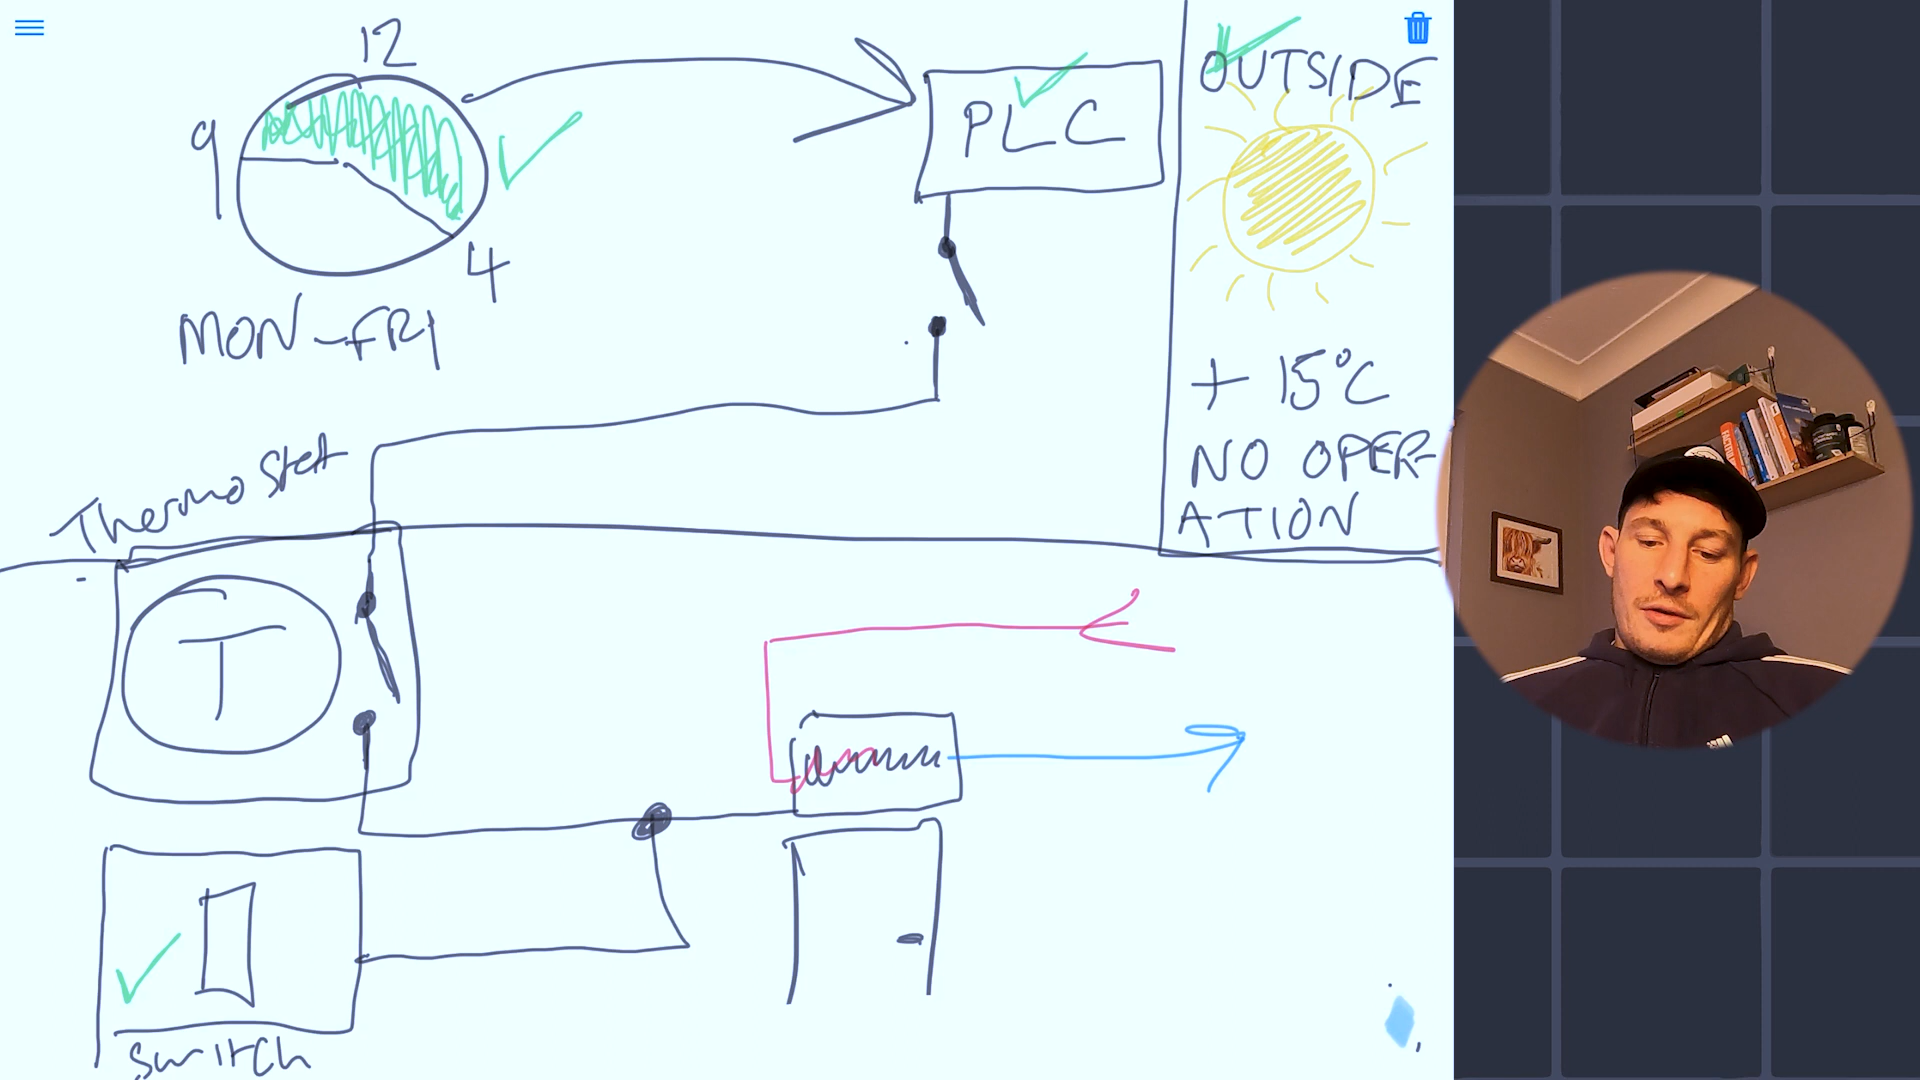 12
9
4
MON-FRI
PLC
OUTSIDE
+ 15°C
NO OPER-
ATION
Thermostat
T
SWITCH